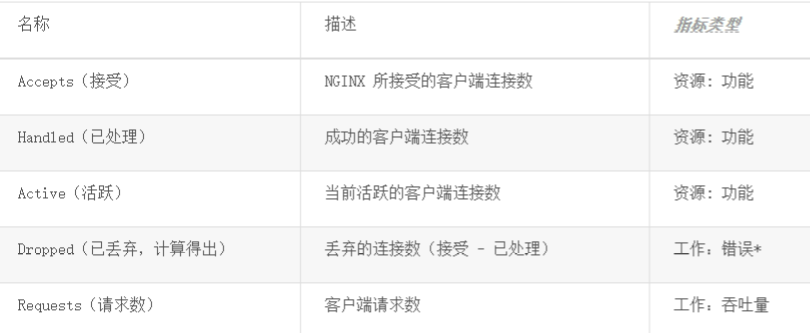 名称 描述 指标类型
Accepts（接受） NGINX 所接受的客户端连接数 资源: 功能
Handled（已处理） 成功的客户端连接数 资源: 功能
Active（活跃） 当前活跃的客户端连接数 资源: 功能
Dropped（已丢弃，计算得出） 丢弃的连接数（接受 - 已处理） 工作：错误*
Requests（请求数） 客户端请求数 工作：吞吐量